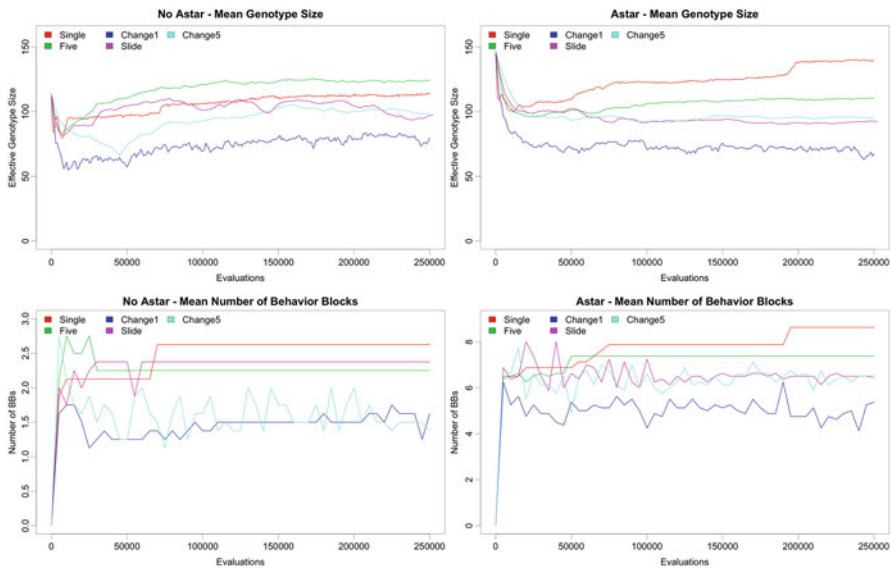 No Astar - Mean Genotype Size
Single Change1 Change5
Five Slide
Effective Genotype Size
150
100
50
0
0 50000 100000 150000 200000 250000
Evaluations
Astar - Mean Genotype Size
Single Change1 Change5
Five Slide
Effective Genotype Size
150
100
50
0
0 50000 100000 150000 200000 250000
Evaluations
No Astar - Mean Number of Behavior Blocks
Single Change1 Change5
Five Slide
Number of BBs
3.0
2.5
2.0
1.5
1.0
0.5
0.0
0 50000 100000 150000 200000 250000
Evaluations
Astar - Mean Number of Behavior Blocks
Single Change1 Change5
Five Slide
Number of BBs
8
6
4
2
0
0 50000 100000 150000 200000 250000
Evaluations